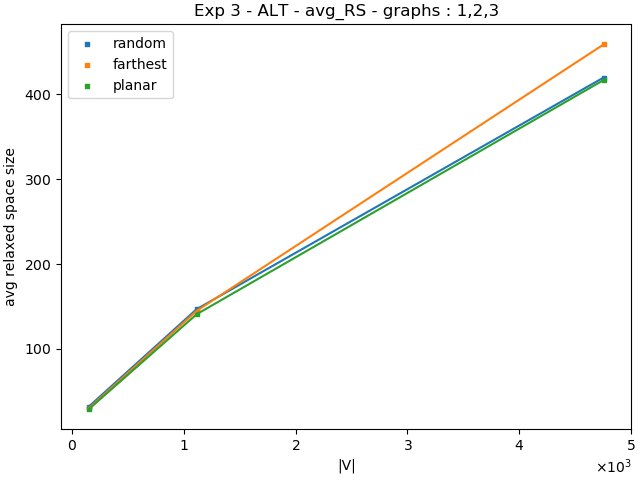 Exp 3 - ALT - avg_RS - graphs : 1,2,3
random
farthest
planar
avg relaxed space size
400
300
200
100
0 1 2 3 4 5
|V|
×10³